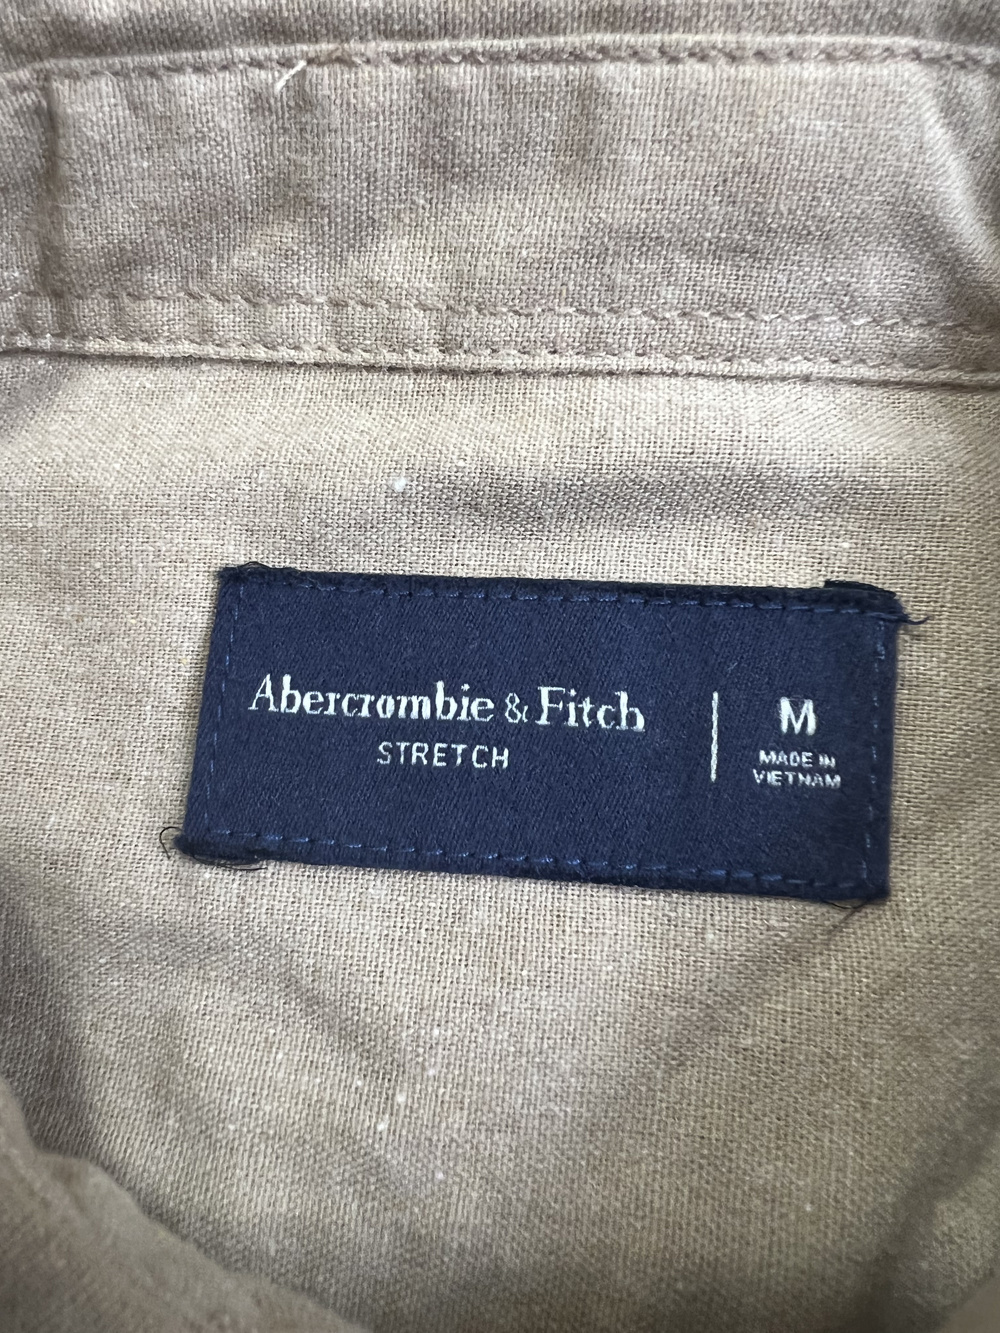 Abercrombie & Fitch
STRETCH
M
MADE IN
VIETNAM